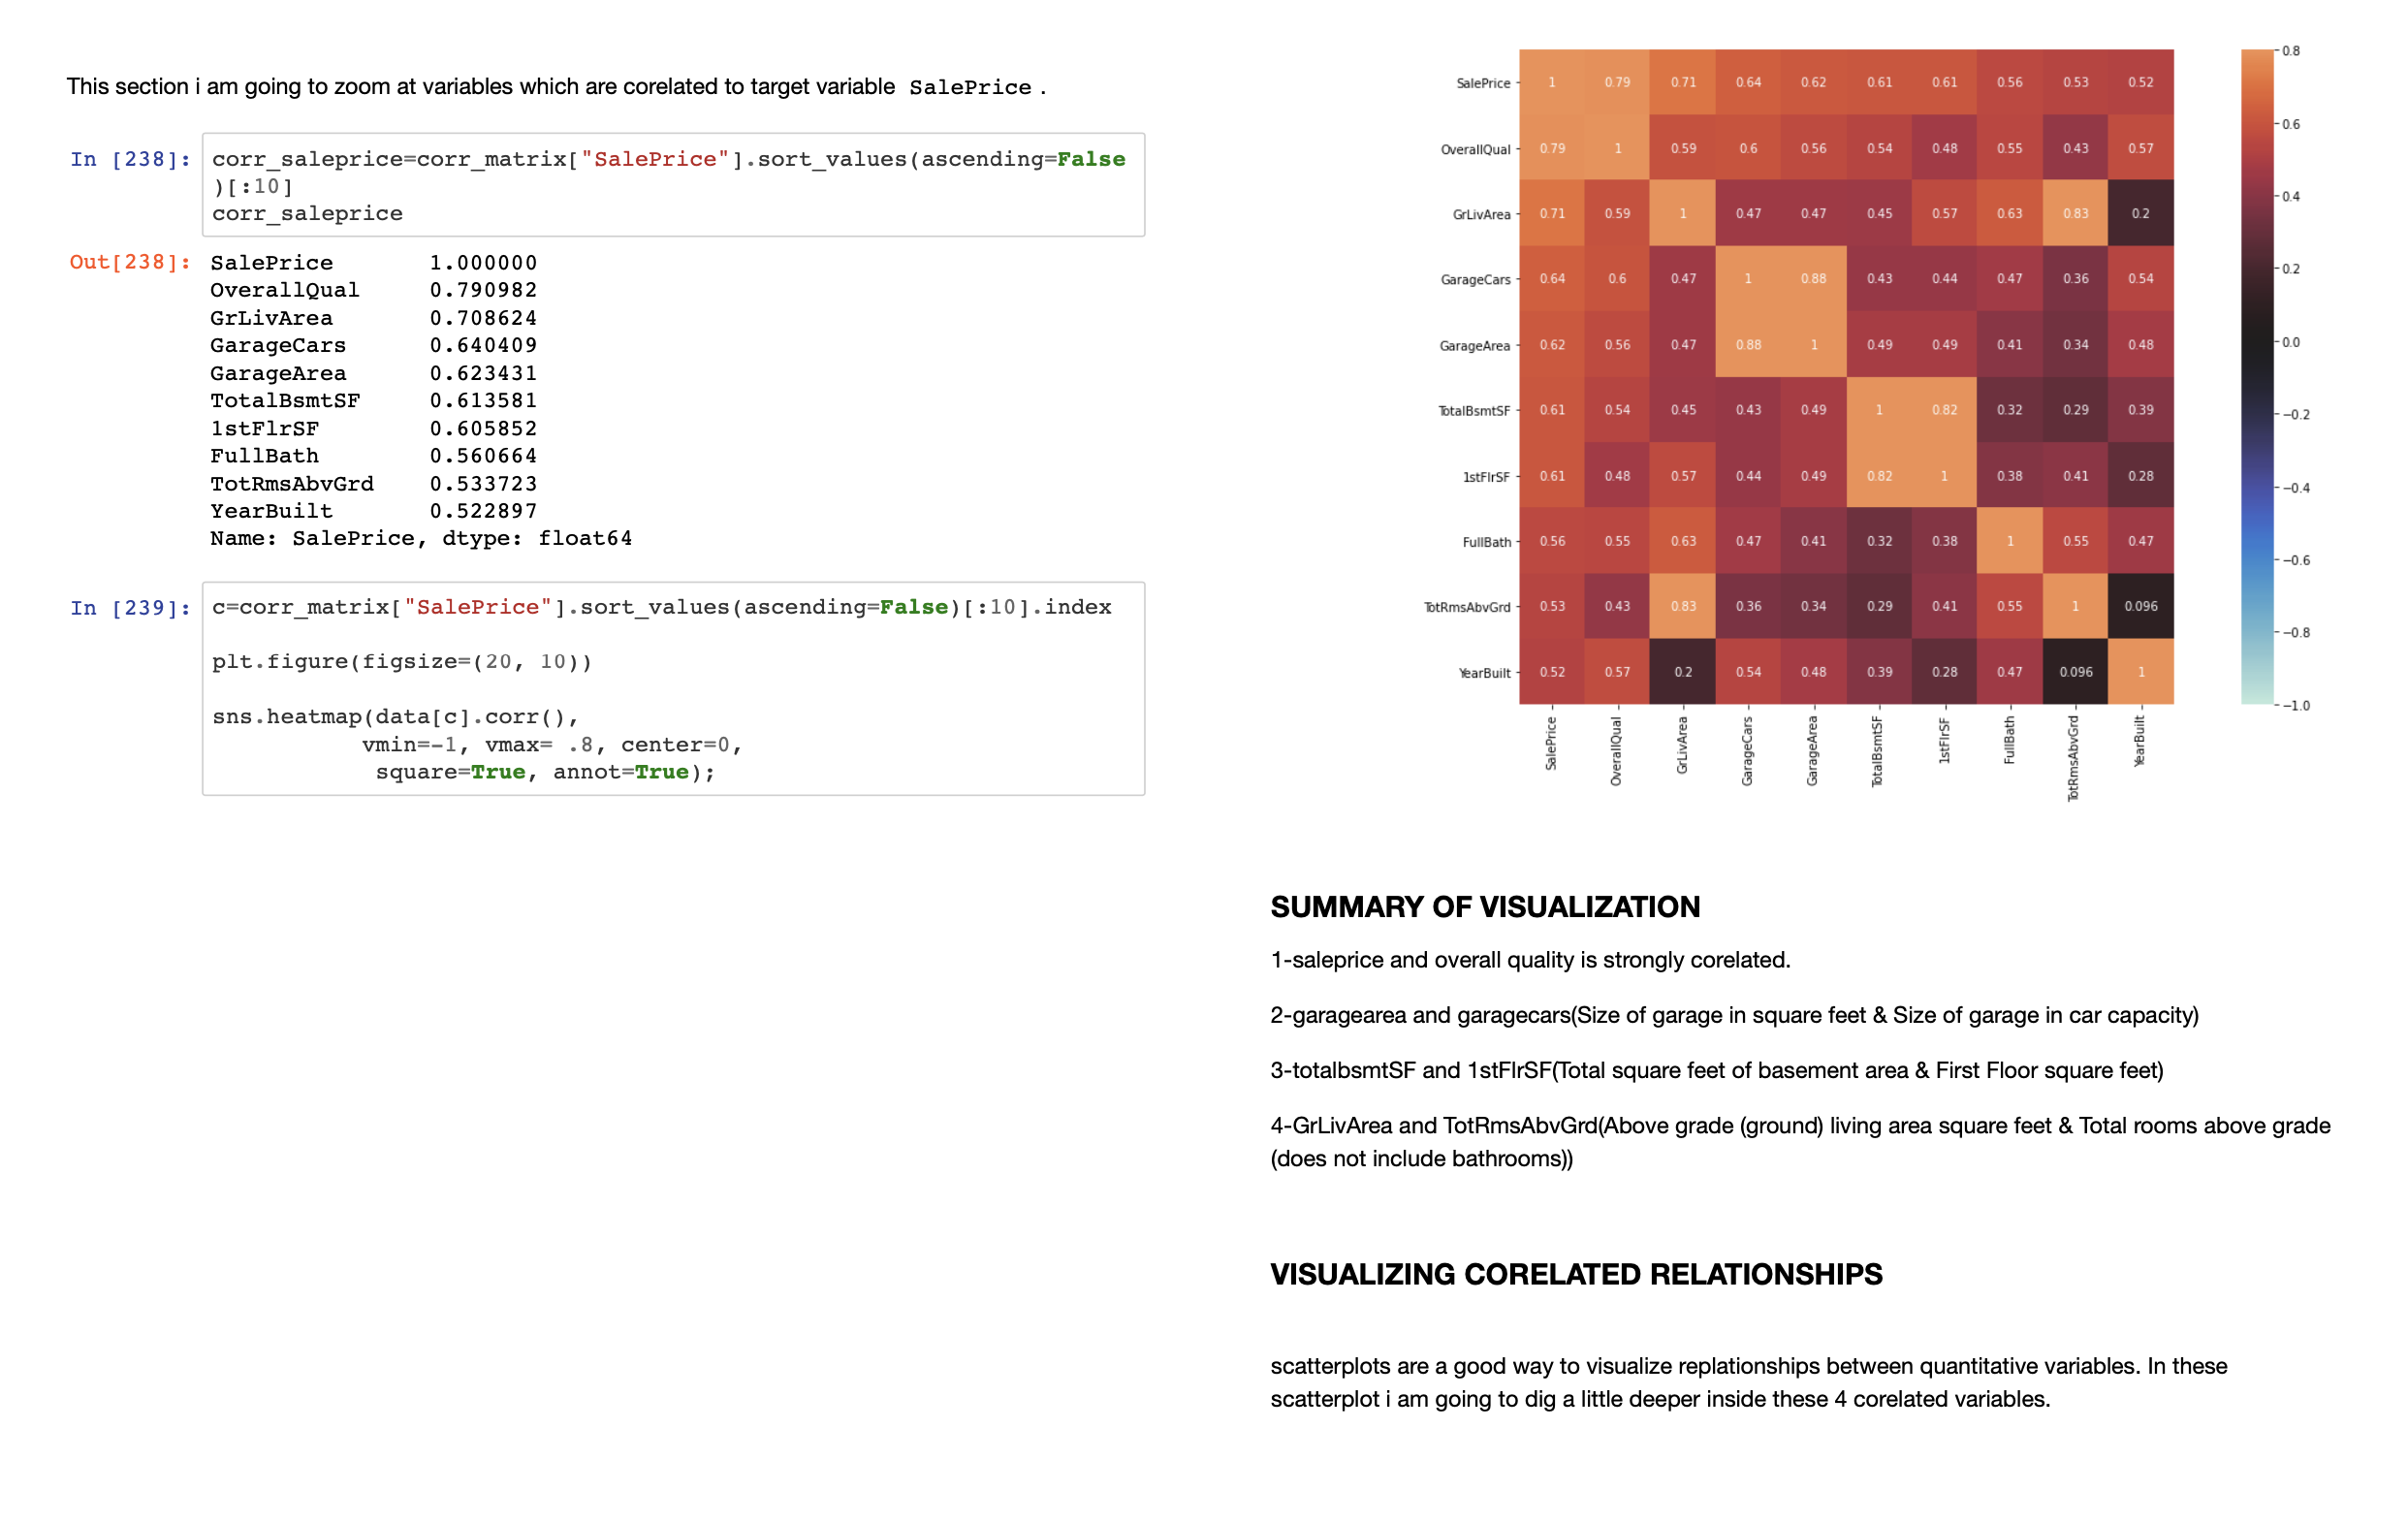 This section i am going to zoom at variables which are corelated to target variable SalePrice .
In [238]:
corr_saleprice=corr_matrix["SalePrice"].sort_values(ascending=False
)[:10]
corr_saleprice
Out[238]:
SalePrice 1.000000
OverallQual 0.790982
GrLivArea 0.708624
GarageCars 0.640409
GarageArea 0.623431
TotalBsmtSF 0.613581
1stFlrSF 0.605852
FullBath 0.560664
TotRmsAbvGrd 0.533723
YearBuilt 0.522897
Name: SalePrice, dtype: float64
In [239]:
c=corr_matrix["SalePrice"].sort_values(ascending=False)[:10].index
plt.figure(figsize=(20, 10))
sns.heatmap(data[c].corr(),
vmin=-1, vmax= .8, center=0,
square=True, annot=True);
SalePrice 1 0.79 0.71 0.64 0.62 0.61 0.61 0.56 0.53 0.52
OverallQual 0.79 1 0.59 0.6 0.56 0.54 0.48 0.55 0.43 0.57
GrLivArea 0.71 0.59 1 0.47 0.47 0.45 0.57 0.63 0.83 0.2
GarageCars 0.64 0.6 0.47 1 0.88 0.43 0.44 0.47 0.36 0.54
GarageArea 0.62 0.56 0.47 0.88 1 0.49 0.49 0.41 0.34 0.48
TotalBsmtSF 0.61 0.54 0.45 0.43 0.49 1 0.82 0.32 0.29 0.39
1stFlrSF 0.61 0.48 0.57 0.44 0.49 0.82 1 0.38 0.41 0.28
FullBath 0.56 0.55 0.63 0.47 0.41 0.32 0.38 1 0.55 0.47
TotRmsAbvGrd 0.53 0.43 0.83 0.36 0.34 0.29 0.41 0.55 1 0.096
YearBuilt 0.52 0.57 0.2 0.54 0.48 0.39 0.28 0.47 0.096 1
SalePrice
OverallQual
GrLivArea
GarageCars
GarageArea
TotalBsmtSF
1stFlrSF
FullBath
TotRmsAbvGrd
YearBuilt
0.8
0.6
0.4
0.2
0.0
−0.2
−0.4
−0.6
−0.8
−1.0
SUMMARY OF VISUALIZATION
1-saleprice and overall quality is strongly corelated.
2-garagearea and garagecars(Size of garage in square feet & Size of garage in car capacity)
3-totalbsmtSF and 1stFlrSF(Total square feet of basement area & First Floor square feet)
4-GrLivArea and TotRmsAbvGrd(Above grade (ground) living area square feet & Total rooms above grade
(does not include bathrooms))
VISUALIZING CORELATED RELATIONSHIPS
scatterplots are a good way to visualize replationships between quantitative variables. In these
scatterplot i am going to dig a little deeper inside these 4 corelated variables.